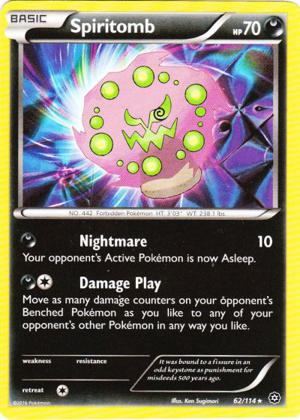 BASIC
Spiritomb
HP 70
NO. 442 Forbidden Pokémon HT. 3'03" WT. 238.1 lbs.
Nightmare 10
Your opponent's Active Pokémon is now Asleep.
Damage Play
Move as many damage counters on your opponent's
Benched Pokémon as you like to any of your
opponent's other Pokémon in any way you like.
weakness resistance
It was bound to a fissure in an
odd keystone as punishment for
misdeeds 500 years ago.
retreat
Illus. Ken Sugimori 62/114 ★
©2016 Pokémon